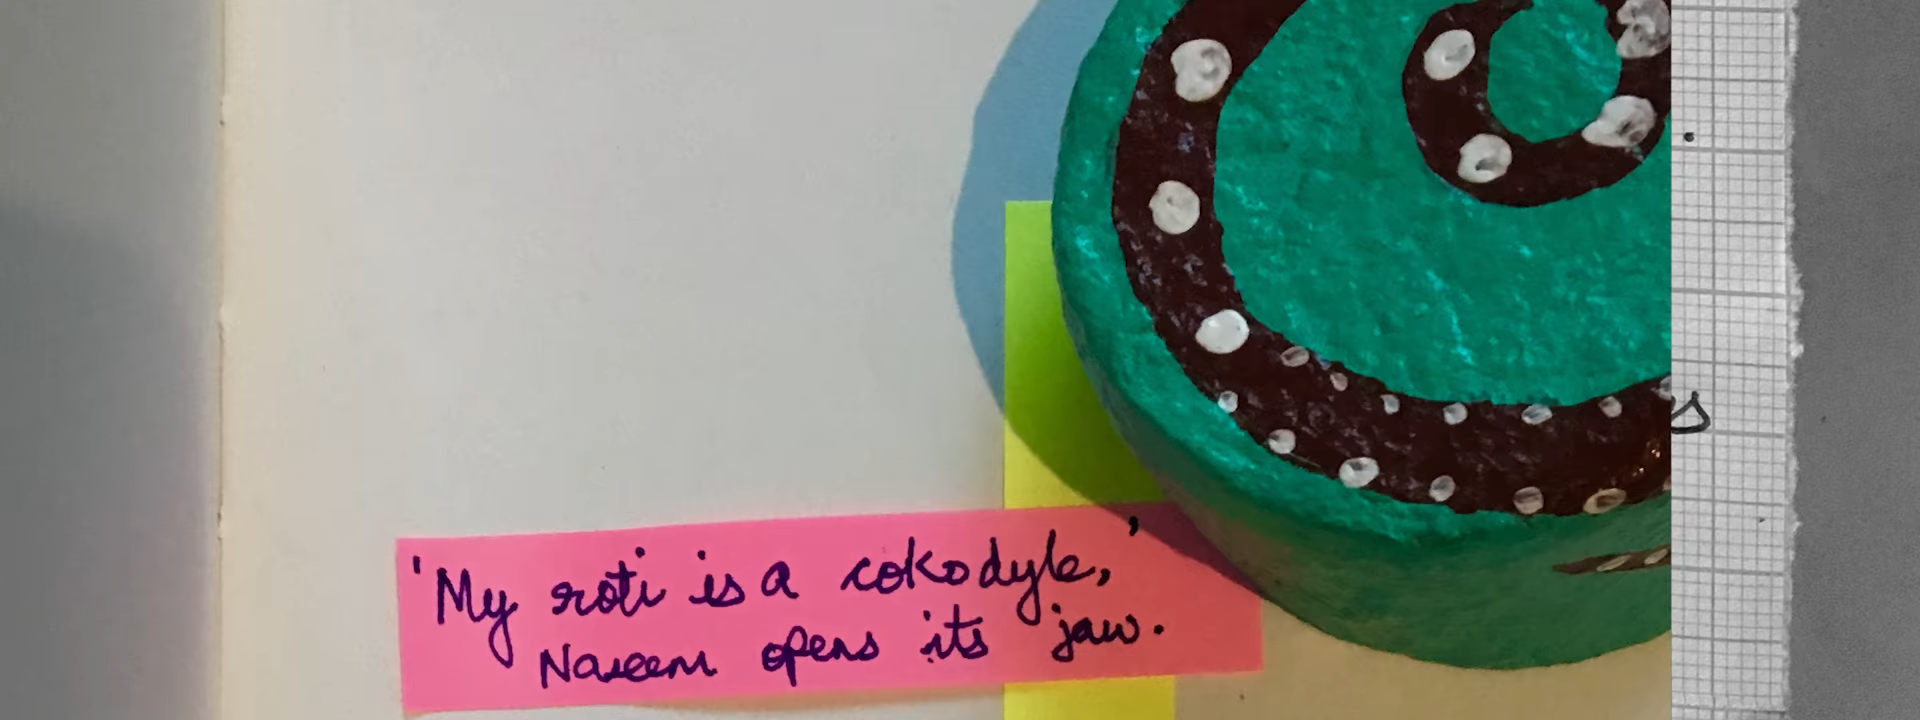 'My roti is a cokodyle,'
Naseem opens its jaw.